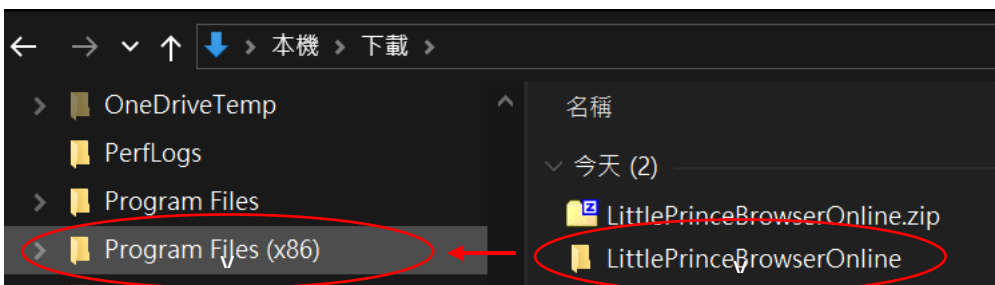 本機 > 下載 >
OneDriveTemp
PerfLogs
Program Files
Program Files (x86)
名稱
今天 (2)
LittlePrinceBrowserOnline.zip
LittlePrinceBrowserOnline